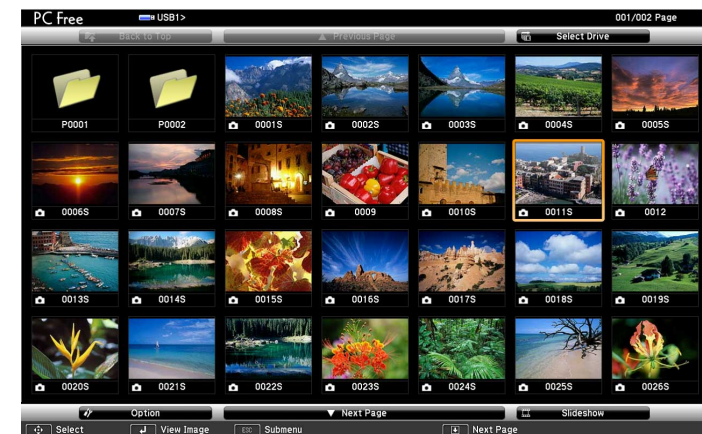 PC Free USB1> 001/002 Page
Back to Top ▲ Previous Page Select Drive
P0001 P0002 0001S 0002S 0003S 0004S 0005S
0006S 0007S 0008S 0009 0010S 0011S 0012
0013S 0014S 0015S 0016S 0017S 0018S 0019S
0020S 0021S 0022S 0023S 0024S 0025S 0026S
Option ▼ Next Page Slideshow
Select View Image ESC Submenu Next Page